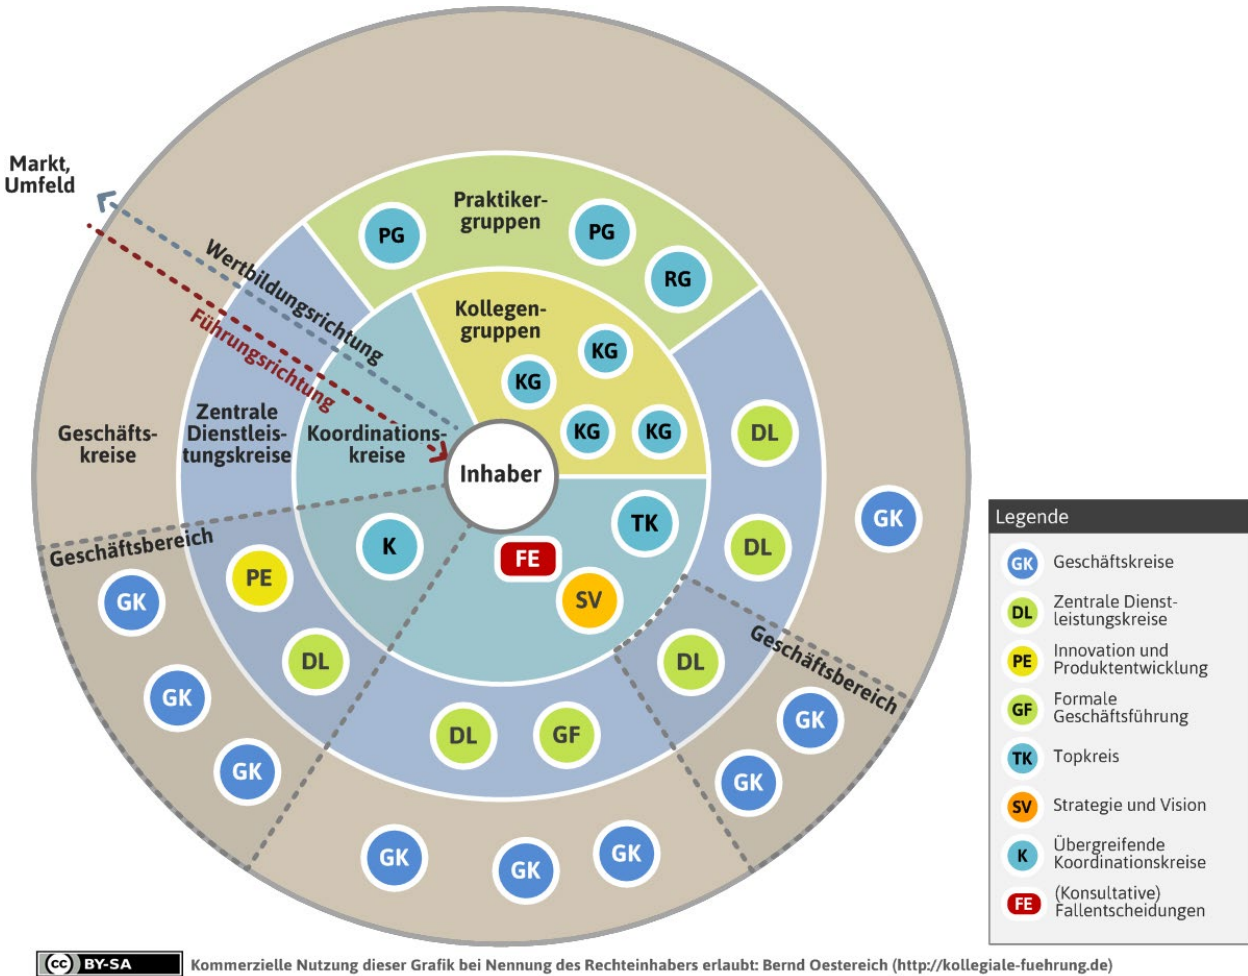 Markt,
Umfeld
Wertbildungsrichtung
Führungsrichtung
Praktiker-
gruppen
PG
PG
RG
Kollegen-
gruppen
KG
KG
KG
KG
Geschäfts-
kreise
Zentrale
Dienstleis-
tungskreise
Koordinations-
kreise
Inhaber
DL
DL
GK
TK
K
FE
SV
Geschäftsbereich
PE
DL
GK
GK
GK
DL
GF
DL
Geschäftsbereich
GK
GK
GK
GK
GK
Legende
GK Geschäftskreise
DL Zentrale Dienst-
leistungskreise
PE Innovation und
Produktentwicklung
GF Formale
Geschäftsführung
TK Topkreis
SV Strategie und Vision
K Übergreifende
Koordinationskreise
FE (Konsultative)
Fallentscheidungen
cc BY-SA Kommerzielle Nutzung dieser Grafik bei Nennung des Rechteinhabers erlaubt: Bernd Oestereich (http://kollegiale-fuehrung.de)